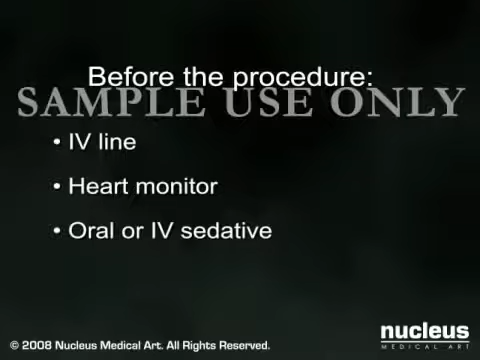 Before the procedure:
SAMPLE USE ONLY
• IV line
• Heart monitor
• Oral or IV sedative
nucleus
MEDICAL ART
© 2008 Nucleus Medical Art. All Rights Reserved.